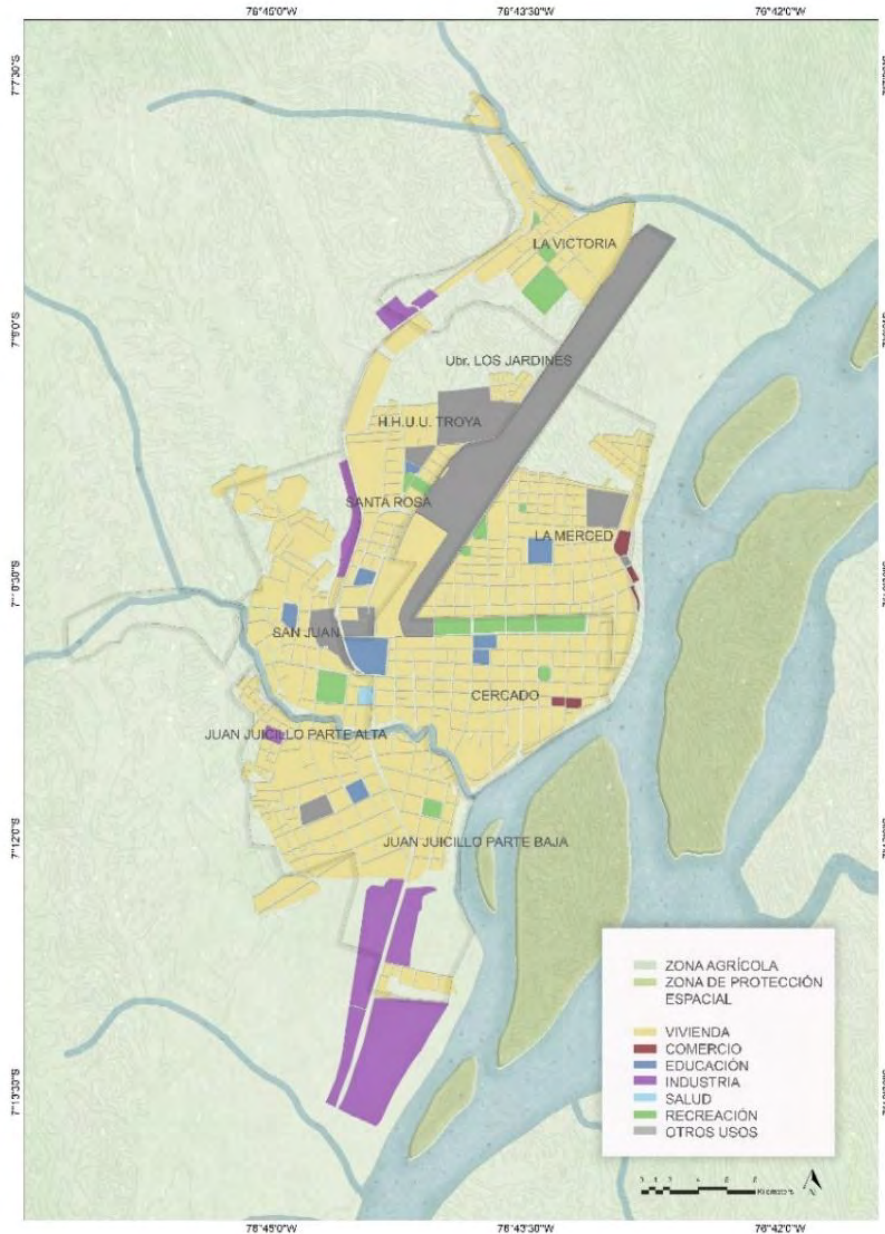 76°45'0"W 76°43'30"W 76°42'0"W
LA VICTORIA
Ubr. LOS JARDINES
H.H.U.U. TROYA
SANTA ROSA
LA MERCED
SAN JUAN
CERCADO
JUAN JUICILLO PARTE ALTA
JUAN JUICILLO PARTE BAJA
ZONA AGRÍCOLA
ZONA DE PROTECCIÓN
ESPACIAL
VIVIENDA
COMERCIO
EDUCACIÓN
INDUSTRIA
SALUD
RECREACIÓN
OTROS USOS
Kilometers
N
76°45'0"W 76°43'30"W 76°42'0"W